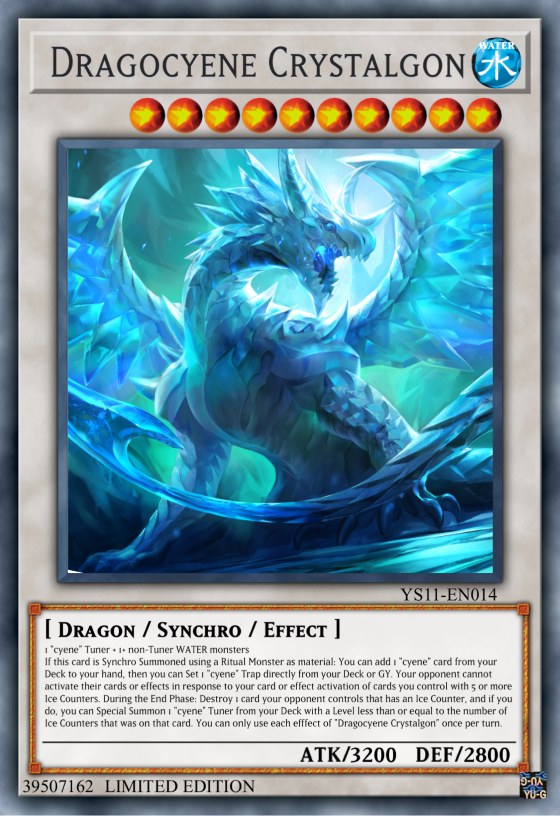 Dragocyene Crystalgon
WATER
水
YS11-EN014
[ Dragon / Synchro / Effect ]
1 "cyene" Tuner + 1+ non-Tuner WATER monsters
If this card is Synchro Summoned using a Ritual Monster as material: You can add 1 "cyene" card from your
Deck to your hand, then you can Set 1 "cyene" Trap directly from your Deck or GY. Your opponent cannot
activate their cards or effects in response to your card or effect activation of cards you control with 5 or more
Ice Counters. During the End Phase: Destroy 1 card your opponent controls that has an Ice Counter, and if you
do, you can Special Summon 1 "cyene" Tuner from your Deck with a Level less than or equal to the number of
Ice Counters that was on that card. You can only use each efffect of "Dragocyene Crystalgon" once per turn.
ATK/3200 DEF/2800
39507162 LIMITED EDITION
YU-G